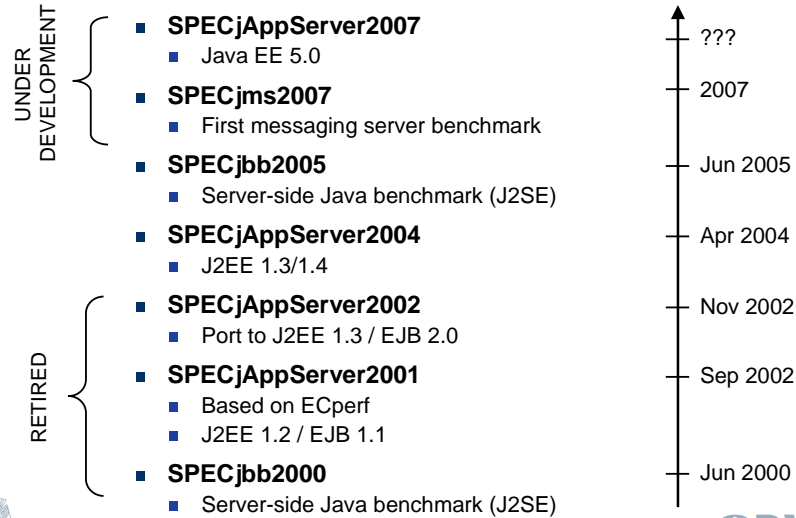 UNDER
DEVELOPMENT
SPECjAppServer2007
Java EE 5.0
???
SPECjms2007
First messaging server benchmark
2007
SPECjbb2005
Server-side Java benchmark (J2SE)
Jun 2005
SPECjAppServer2004
J2EE 1.3/1.4
Apr 2004
RETIRED
SPECjAppServer2002
Port to J2EE 1.3 / EJB 2.0
Nov 2002
SPECjAppServer2001
Based on ECperf
J2EE 1.2 / EJB 1.1
Sep 2002
SPECjbb2000
Server-side Java benchmark (J2SE)
Jun 2000